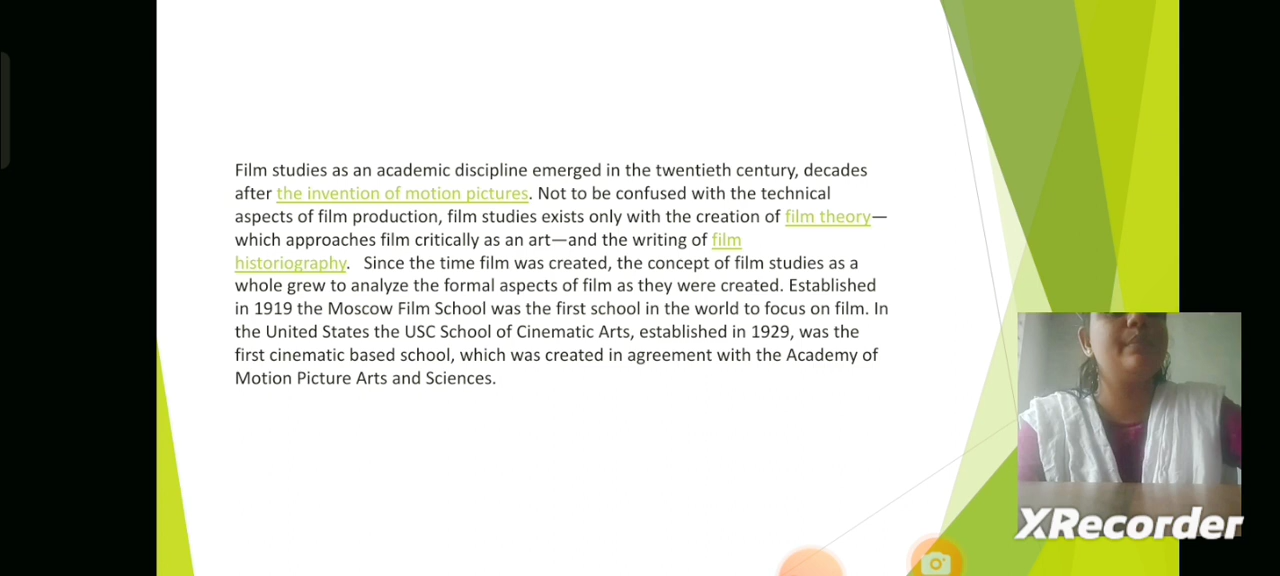 Film studies as an academic discipline emerged in the twentieth century, decades
after the invention of motion pictures. Not to be confused with the technical
aspects of film production, film studies exists only with the creation of film theory—
which approaches film critically as an art—and the writing of film
historiography.   Since the time film was created, the concept of film studies as a
whole grew to analyze the formal aspects of film as they were created. Established
in 1919 the Moscow Film School was the first school in the world to focus on film. In
the United States the USC School of Cinematic Arts, established in 1929, was the
first cinematic based school, which was created in agreement with the Academy of
Motion Picture Arts and Sciences.
XRecorder